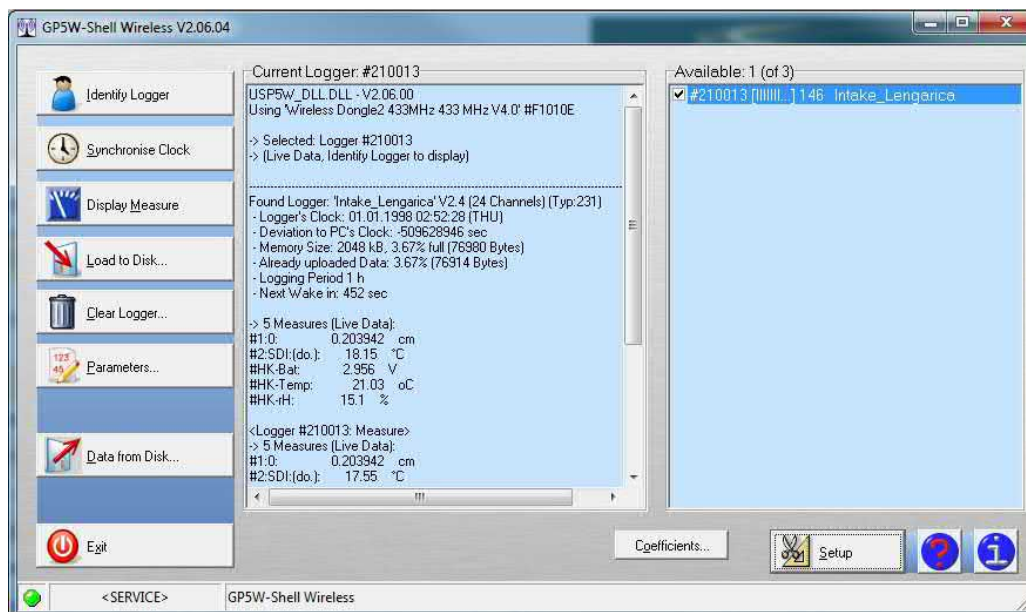 GP5W-Shell Wireless V2.06.04
Identify Logger
Synchronise Clock
Display Measure
Load to Disk...
Clear Logger...
Parameters...
Data from Disk...
Exit
Current Logger: #210013
USP5W_DLL.DLL - V2.06.00
Using 'Wireless Dongle2 433MHz 433 MHz V4.0' #F1010E
-> Selected: Logger #210013
-> (Live Data, Identify Logger to display)
Found Logger: 'Intake_Lengarica' V2.4 (24 Channels) (Typ:231)
- Logger's Clock: 01.01.1998 02:52:28 (THU)
- Deviation to PC's Clock: -509628946 sec
- Memory Size: 2048 kB, 3.67% full (76980 Bytes)
- Already uploaded Data: 3.67% (76914 Bytes)
- Logging Period 1 h
- Next Wake in: 452 sec
-> 5 Measures (Live Data):
#1:0: 0.203942 cm
#2:SDI:(do.): 18.15 °C
#HK-Bat: 2.956 V
#HK-Temp: 21.03 oC
#HK-rH: 15.1 %
<Logger #210013: Measure>
-> 5 Measures (Live Data):
#1:0: 0.203942 cm
#2:SDI:(do.): 17.55 °C
Available: 1 (of 3)
#210013 [IIIIIII...] 146 Intake_Lengarica
Coefficients...
Setup
<SERVICE>
GP5W-Shell Wireless